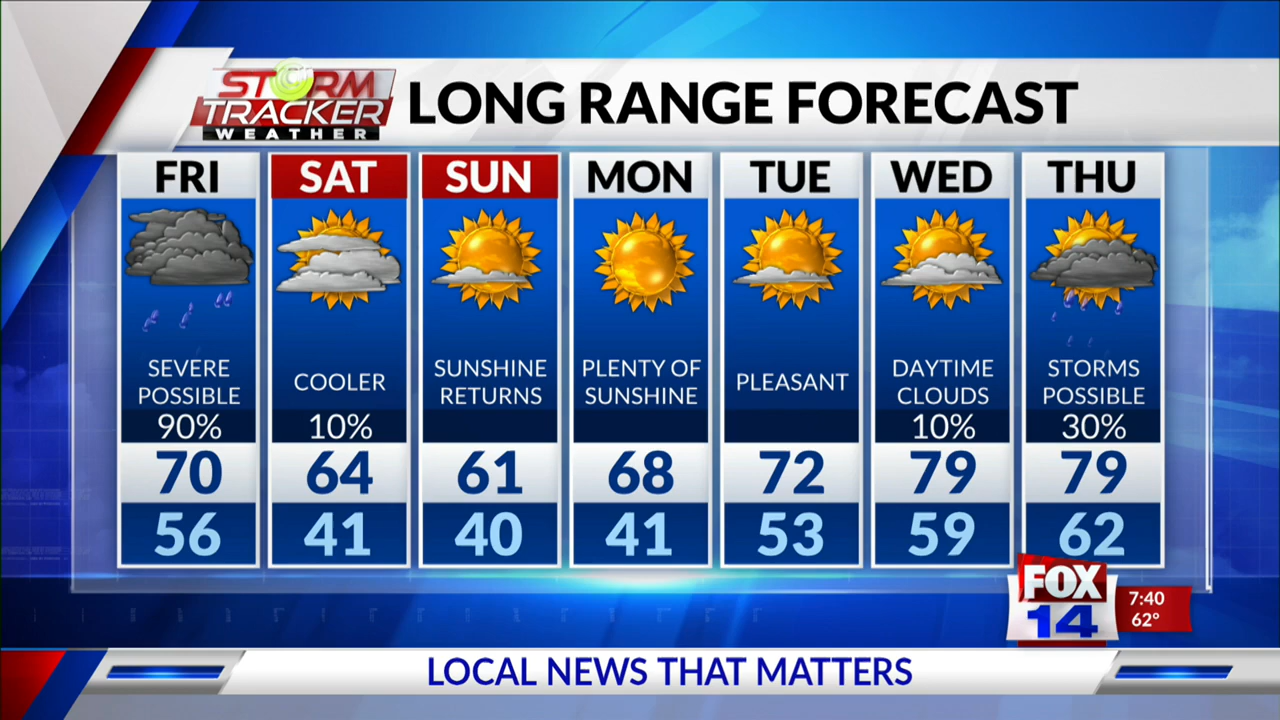 STORM
TRACKER
WEATHER
LONG RANGE FORECAST
FRI SAT SUN MON TUE WED THU
SEVERE POSSIBLE
COOLER
SUNSHINE RETURNS
PLENTY OF SUNSHINE
PLEASANT
DAYTIME CLOUDS
STORMS POSSIBLE
90% 10% 10% 30%
70 64 61 68 72 79 79
56 41 40 41 53 59 62
FOX
14
7:40
62°
LOCAL NEWS THAT MATTERS